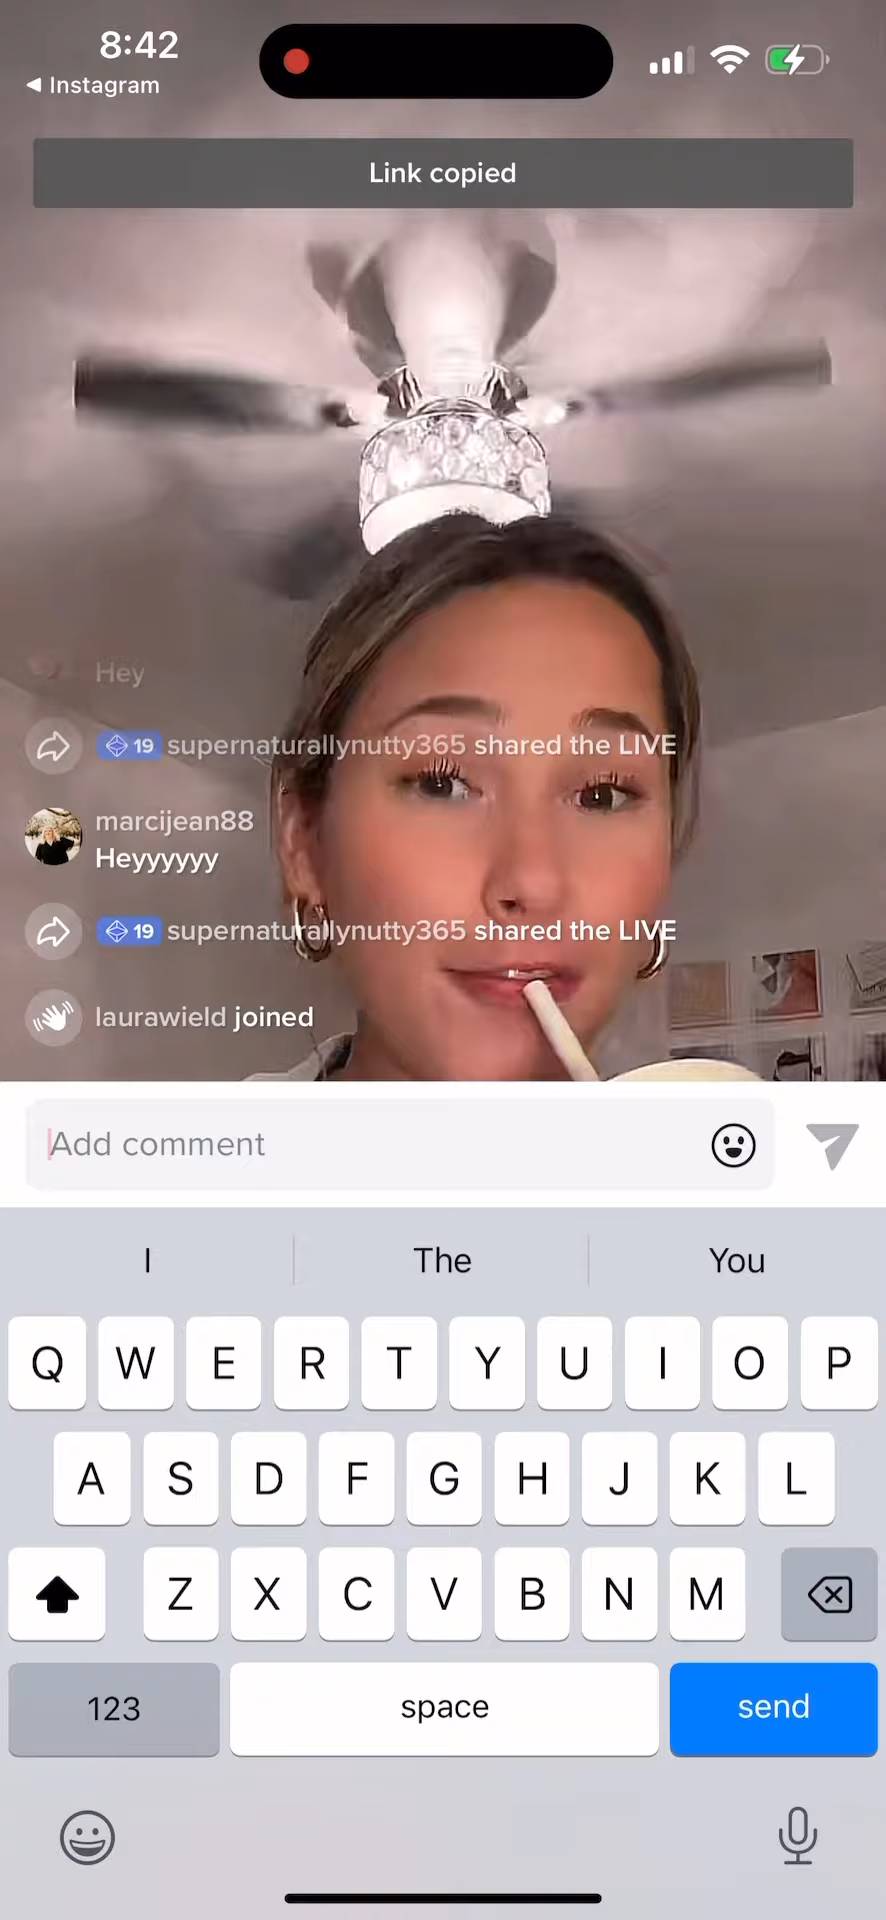 8:42
Instagram
Link copied
Hey
19 supernaturallynutty365 shared the LIVE
marcijean88
Heyyyyyy
19 supernaturallynutty365 shared the LIVE
laurawield joined
Add comment
I The You
Q W E R T Y U I O P
A S D F G H J K L
Z X C V B N M
123 space send